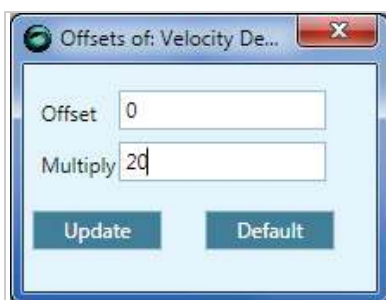 Offsets of: Velocity De...
Offset 0
Multiply 20
Update Default